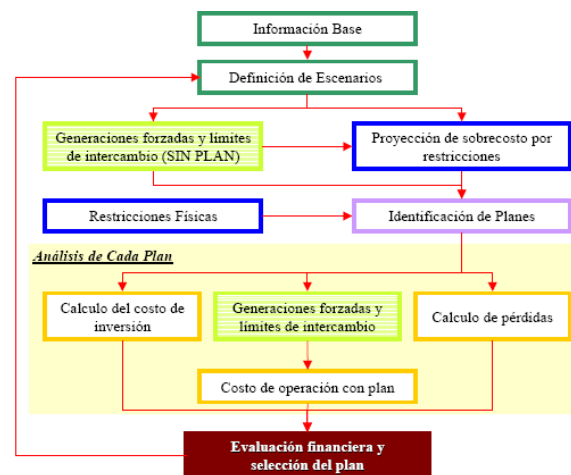 Información Base
Definición de Escenarios
Generaciones forzadas y límites
de intercambio (SIN PLAN)
Proyección de sobrecosto por
restricciones
Restricciones Físicas
Identificación de Planes
Análisis de Cada Plan
Calculo del costo de
inversión
Generaciones forzadas y
límites de intercambio
Calculo de pérdidas
Costo de operación con plan
Evaluación financiera y
selección del plan